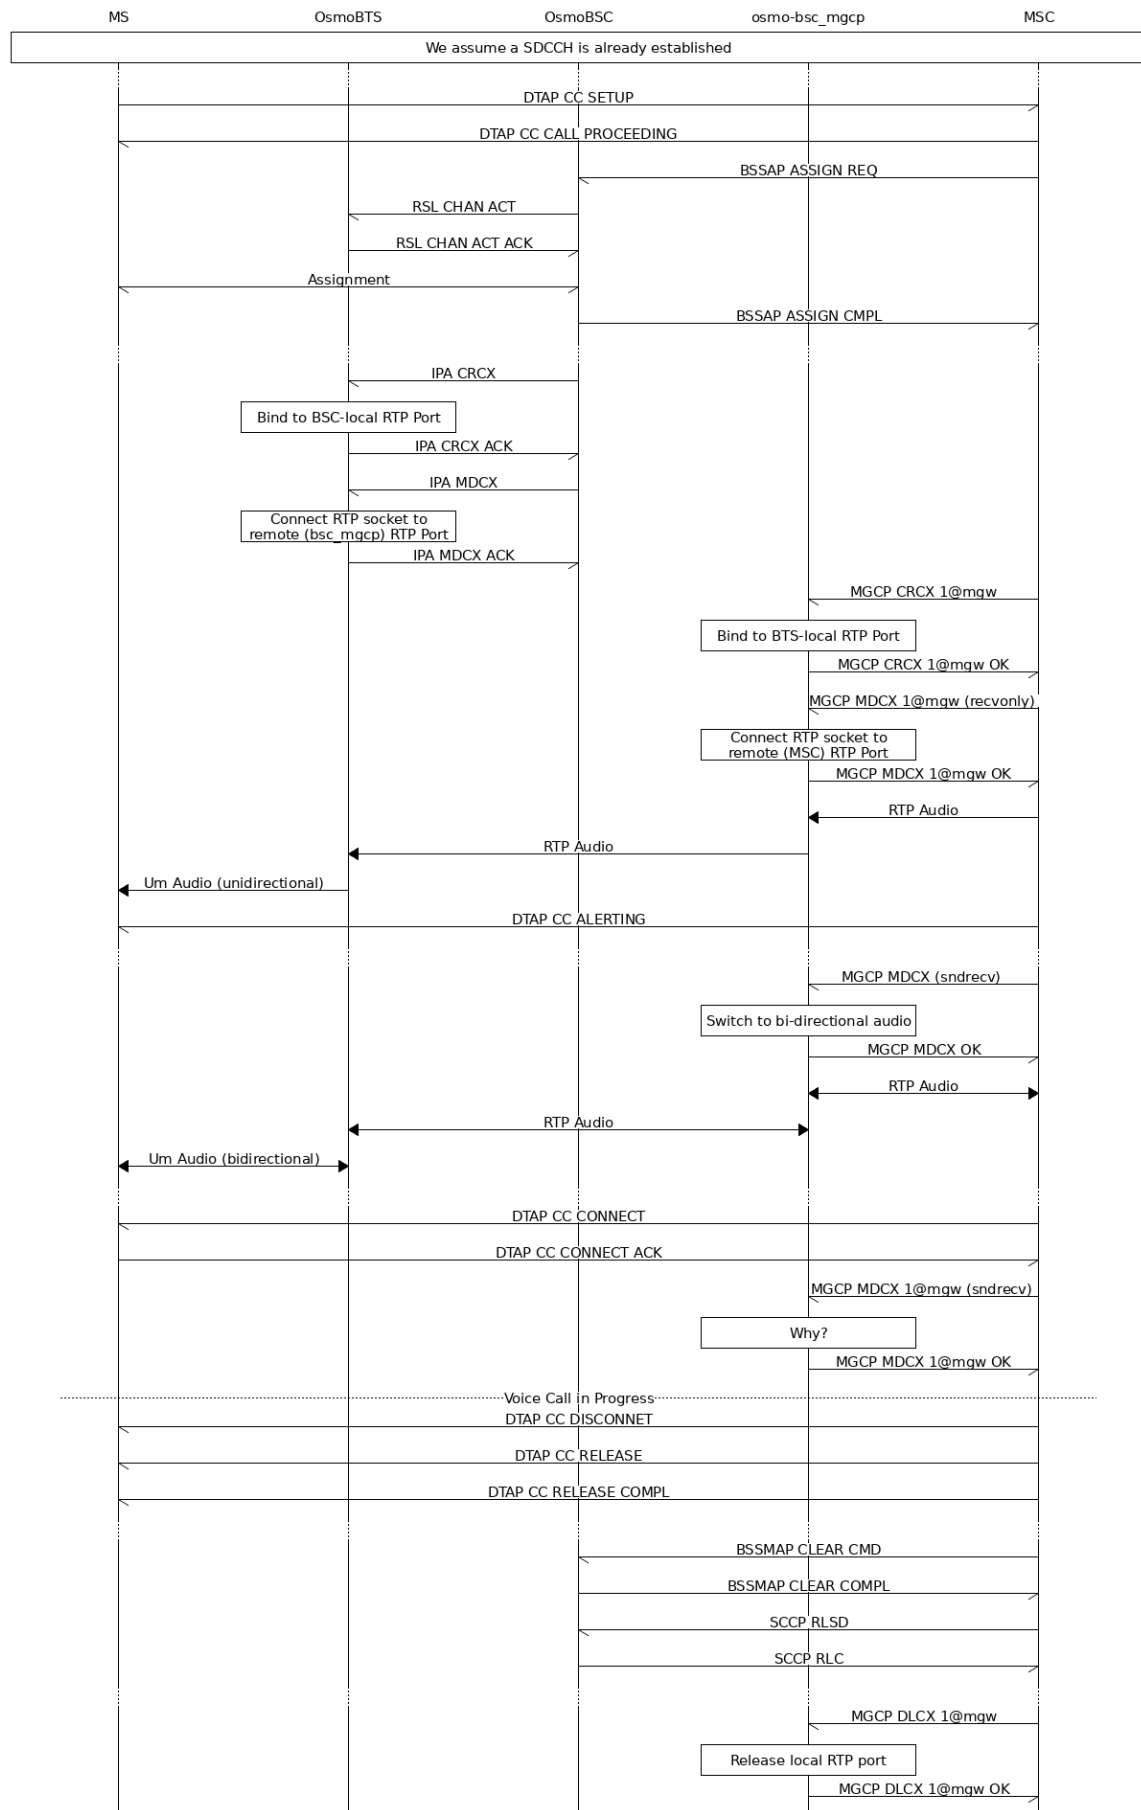 MS OsmoBTS OsmoBSC osmo-bsc_mgcp MSC
We assume a SDCCH is already established
DTAP CC SETUP
DTAP CC CALL PROCEEDING
BSSAP ASSIGN REQ
RSL CHAN ACT
RSL CHAN ACT ACK
Assignment
BSSAP ASSIGN CMPL
IPA CRCX
Bind to BSC-local RTP Port
IPA CRCX ACK
IPA MDCX
Connect RTP socket to
remote (bsc_mgcp) RTP Port
IPA MDCX ACK
MGCP CRCX 1@mgw
Bind to BTS-local RTP Port
MGCP CRCX 1@mgw OK
MGCP MDCX 1@mgw (recvonly)
Connect RTP socket to
remote (MSC) RTP Port
MGCP MDCX 1@mgw OK
RTP Audio
RTP Audio
Um Audio (unidirectional)
DTAP CC ALERTING
MGCP MDCX (sndrecv)
Switch to bi-directional audio
MGCP MDCX OK
RTP Audio
RTP Audio
Um Audio (bidirectional)
DTAP CC CONNECT
DTAP CC CONNECT ACK
MGCP MDCX 1@mgw (sndrecv)
Why?
MGCP MDCX 1@mgw OK
Voice Call in Progress
DTAP CC DISCONNET
DTAP CC RELEASE
DTAP CC RELEASE COMPL
BSSMAP CLEAR CMD
BSSMAP CLEAR COMPL
SCCP RLSD
SCCP RLC
MGCP DLCX 1@mgw
Release local RTP port
MGCP DLCX 1@mgw OK